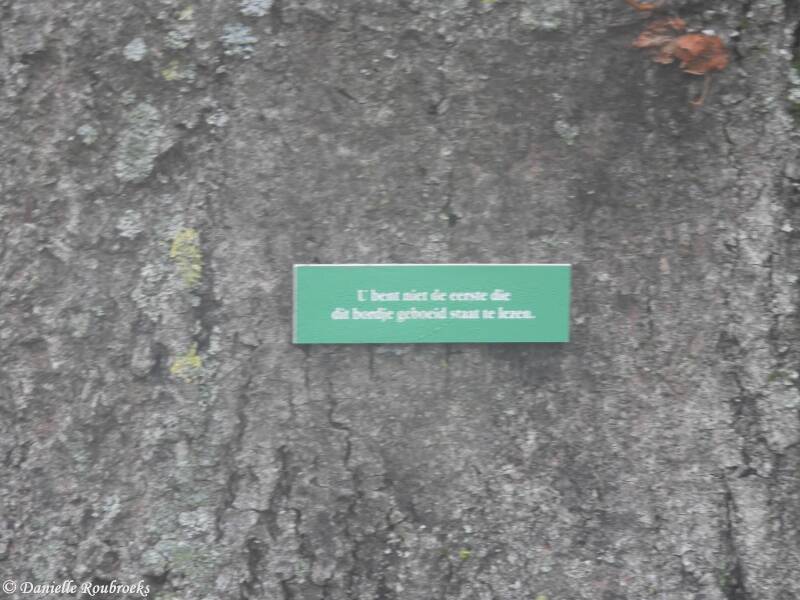 U bent niet de eerste die
dit bordje geboeid staat te lezen.
© Danielle Roubroeks